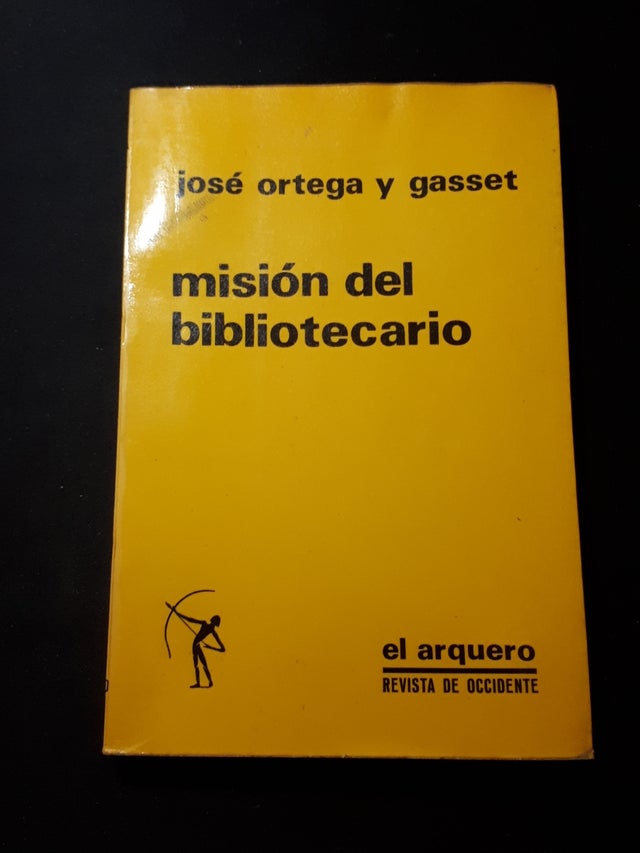 josé ortega y gasset
misión del
bibliotecario
el arquero
REVISTA DE OCCIDENTE